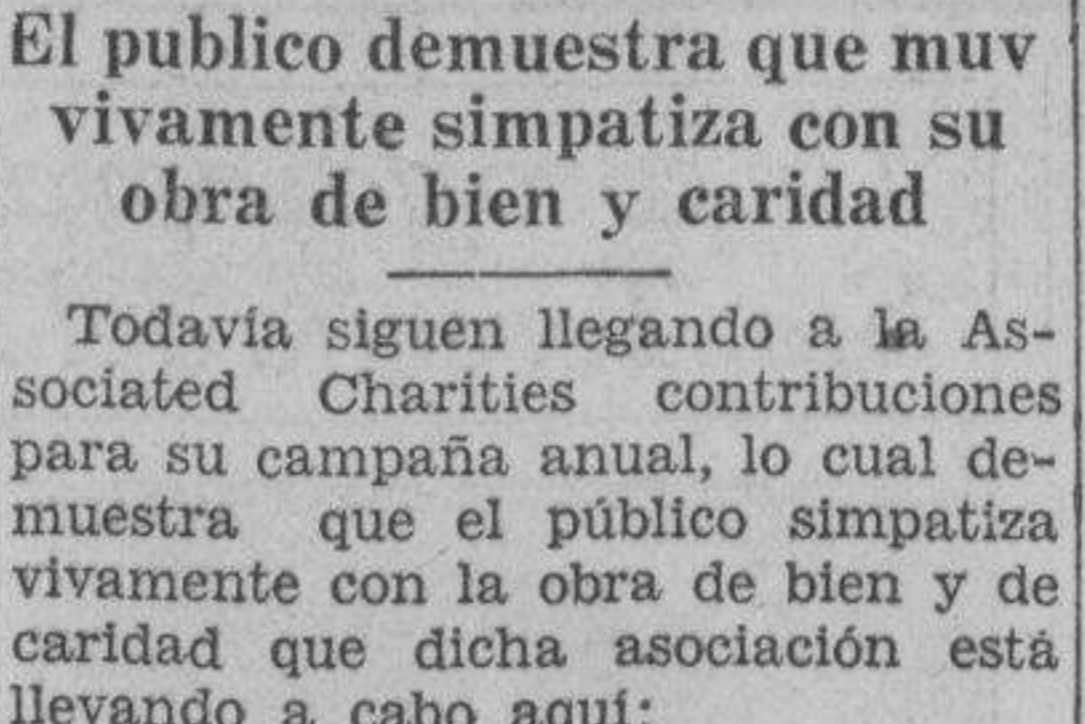 El publico demuestra que muv
vivamente simpatiza con su
obra de bien y caridad
Todavía siguen llegando a la As-
sociated Charities contribuciones
para su campaña anual, lo cual de-
muestra que el público simpatiza
vivamente con la obra de bien y de
caridad que dicha asociación está
llevando a cabo aquí: